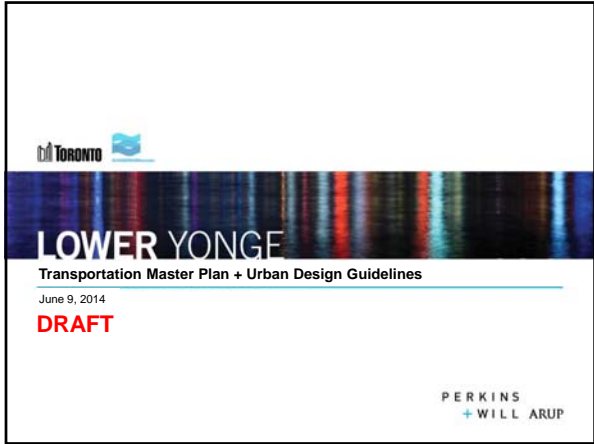 TORONTO
LOWER YONGE
Transportation Master Plan + Urban Design Guidelines
June 9, 2014
DRAFT
PERKINS
+ WILL ARUP